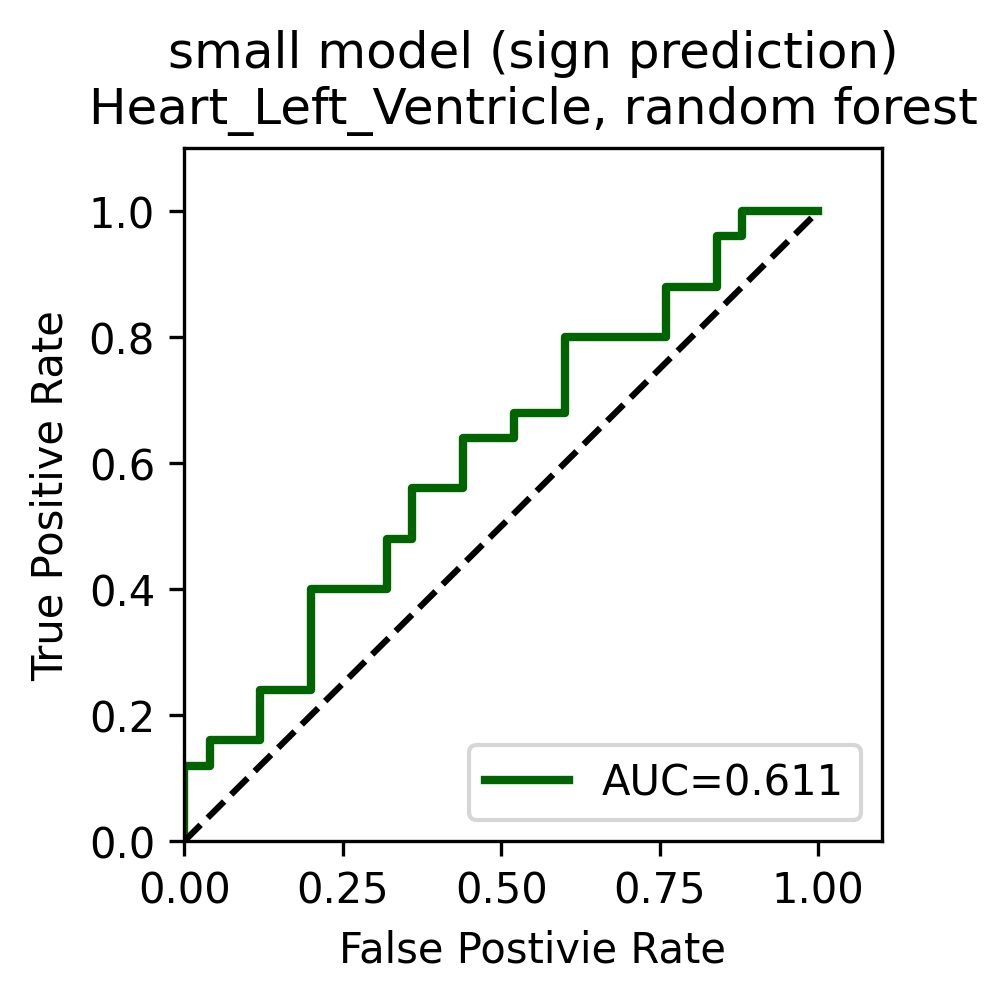 small model (sign prediction)
Heart_Left_Ventricle, random forest
True Positive Rate
1.0
0.8
0.6
0.4
0.2
0.0
AUC=0.611
0.00 0.25 0.50 0.75 1.00
False Postivie Rate